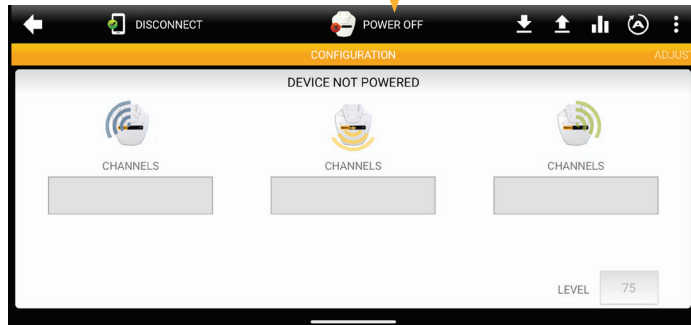 DISCONNECT POWER OFF
CONFIGURATION ADJUS
DEVICE NOT POWERED
CHANNELS CHANNELS CHANNELS
LEVEL 75